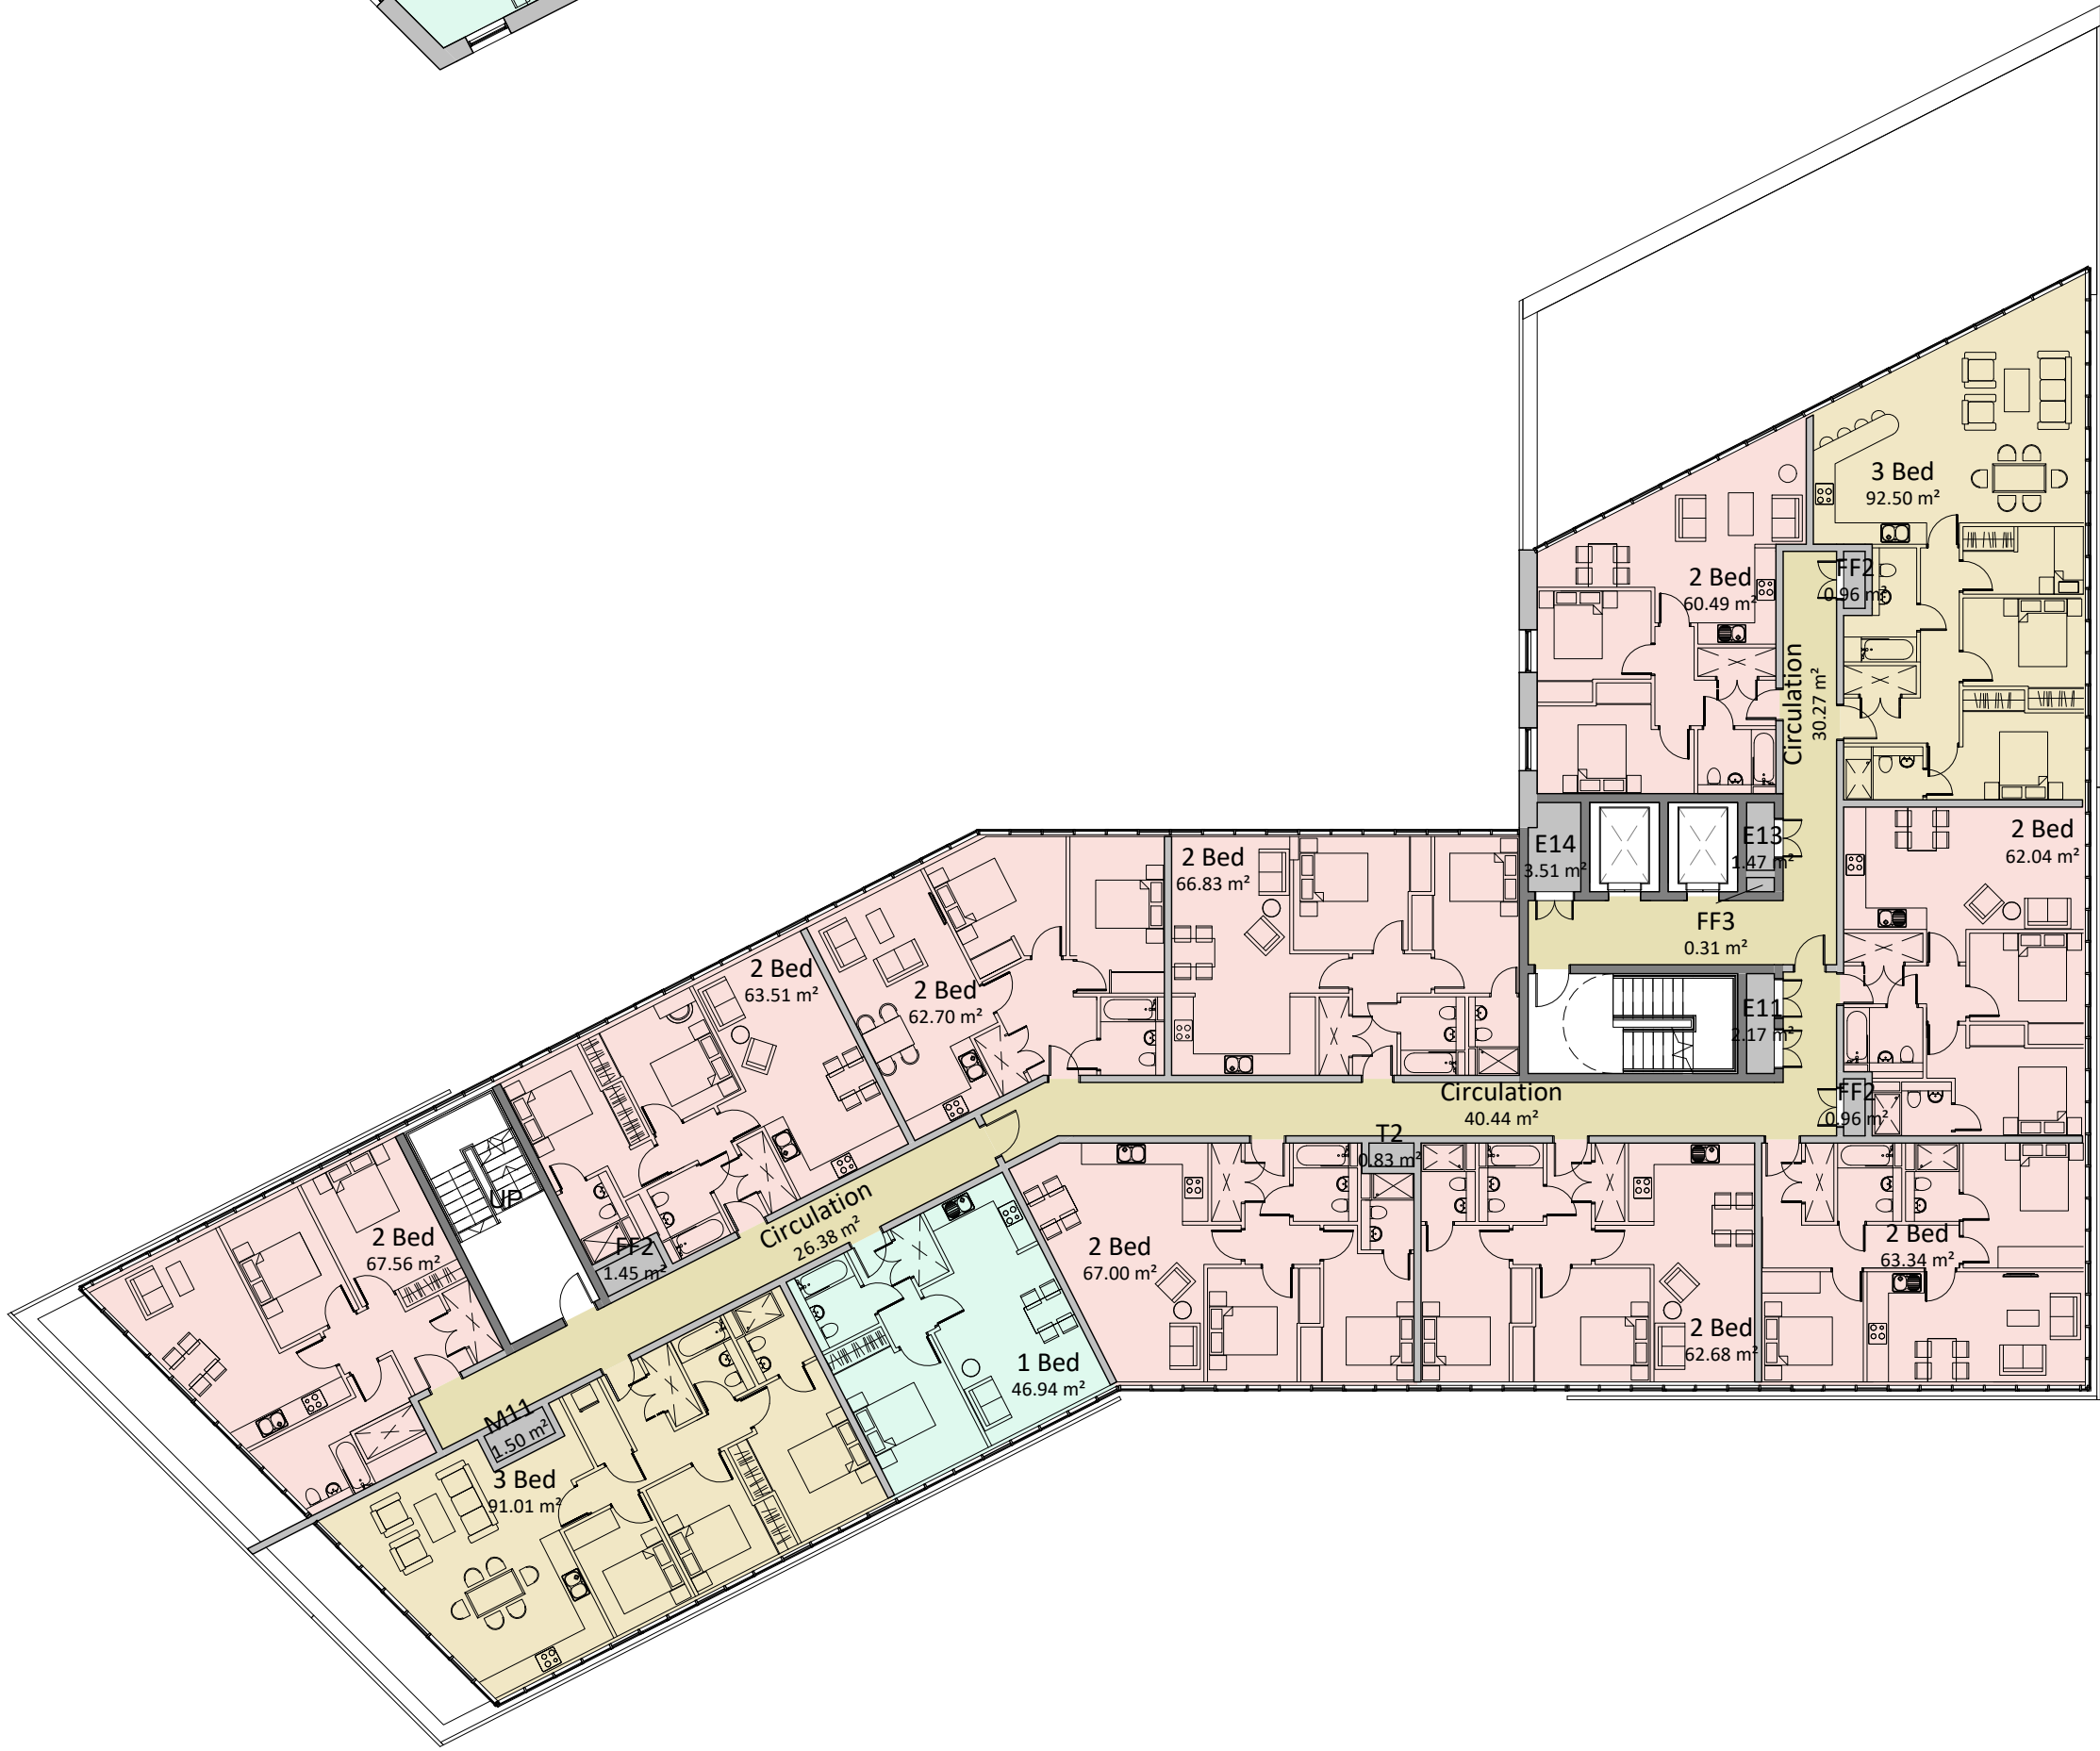 3 Bed
92.50 m²
2 Bed
60.49 m²
FF2
0.96 m²
Circulation
30.27 m²
2 Bed
62.04 m²
E14
3.51 m²
E13
1.47 m²
2 Bed
66.83 m²
FF3
0.31 m²
2 Bed
63.51 m²
2 Bed
62.70 m²
E11
2.17 m²
Circulation
40.44 m²
FF2
0.96 m²
T2
0.83 m²
UP
Circulation
26.38 m²
2 Bed
67.56 m²
FF2
1.45 m²
2 Bed
67.00 m²
2 Bed
63.34 m²
2 Bed
62.68 m²
1 Bed
46.94 m²
M11
1.50 m²
3 Bed
91.01 m²